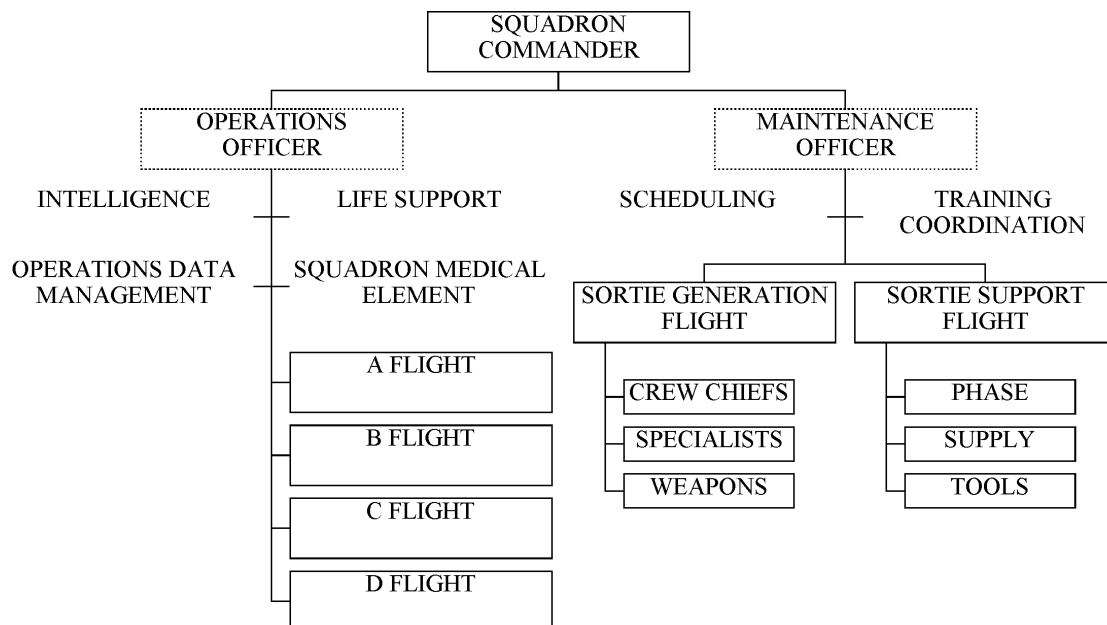 SQUADRON
COMMANDER
OPERATIONS
OFFICER
MAINTENANCE
OFFICER
INTELLIGENCE
LIFE SUPPORT
SCHEDULING
TRAINING
COORDINATION
OPERATIONS DATA
MANAGEMENT
SQUADRON MEDICAL
ELEMENT
SORTIE GENERATION
FLIGHT
SORTIE SUPPORT
FLIGHT
A FLIGHT
B FLIGHT
C FLIGHT
D FLIGHT
CREW CHIEFS
SPECIALISTS
WEAPONS
PHASE
SUPPLY
TOOLS